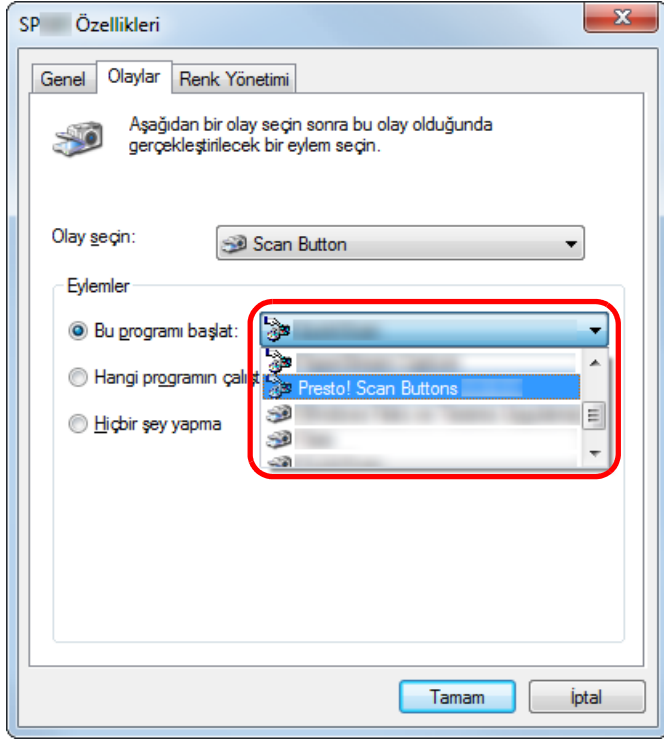 SP Özellikleri
Genel Olaylar Renk Yönetimi
Aşağıdan bir olay seçin sonra bu olay olduğunda
gerçekleştirilecek bir eylem seçin.
Olay seçin: Scan Button
Eylemler
Bu programı başlat:
Hangi programın
Presto! Scan Buttons
Hiçbir şey yapma
Tamam İptal